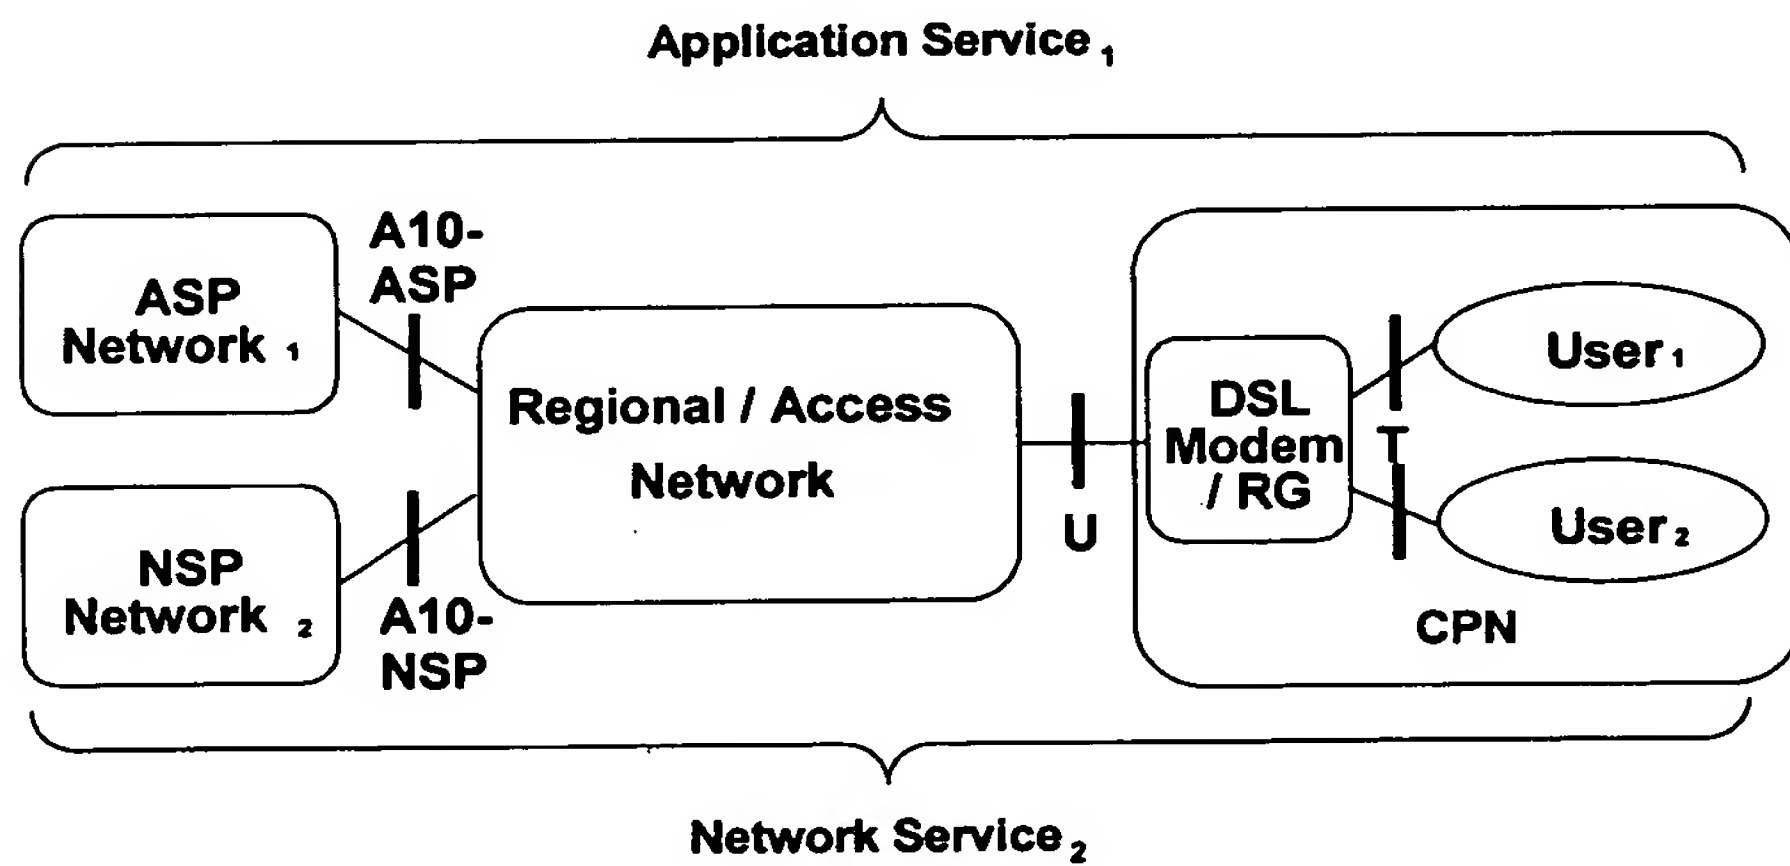 Application Service 1
A10-
ASP
ASP
Network 1
Regional / Access
Network
NSP
Network 2
A10-
NSP
U
DSL
Modem
/ RG
T
User 1
User 2
CPN
Network Service 2